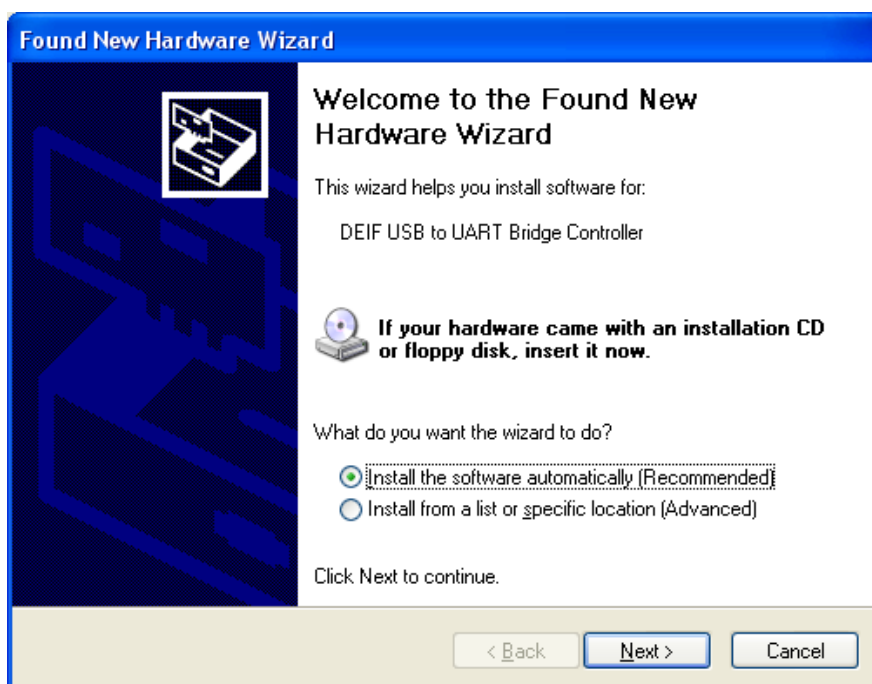 Found New Hardware Wizard
Welcome to the Found New
Hardware Wizard
This wizard helps you install software for:
DEIF USB to UART Bridge Controller
If your hardware came with an installation CD
or floppy disk, insert it now.
What do you want the wizard to do?
Install the software automatically (Recommended)
Install from a list or specific location (Advanced)
Click Next to continue.
< Back Next > Cancel